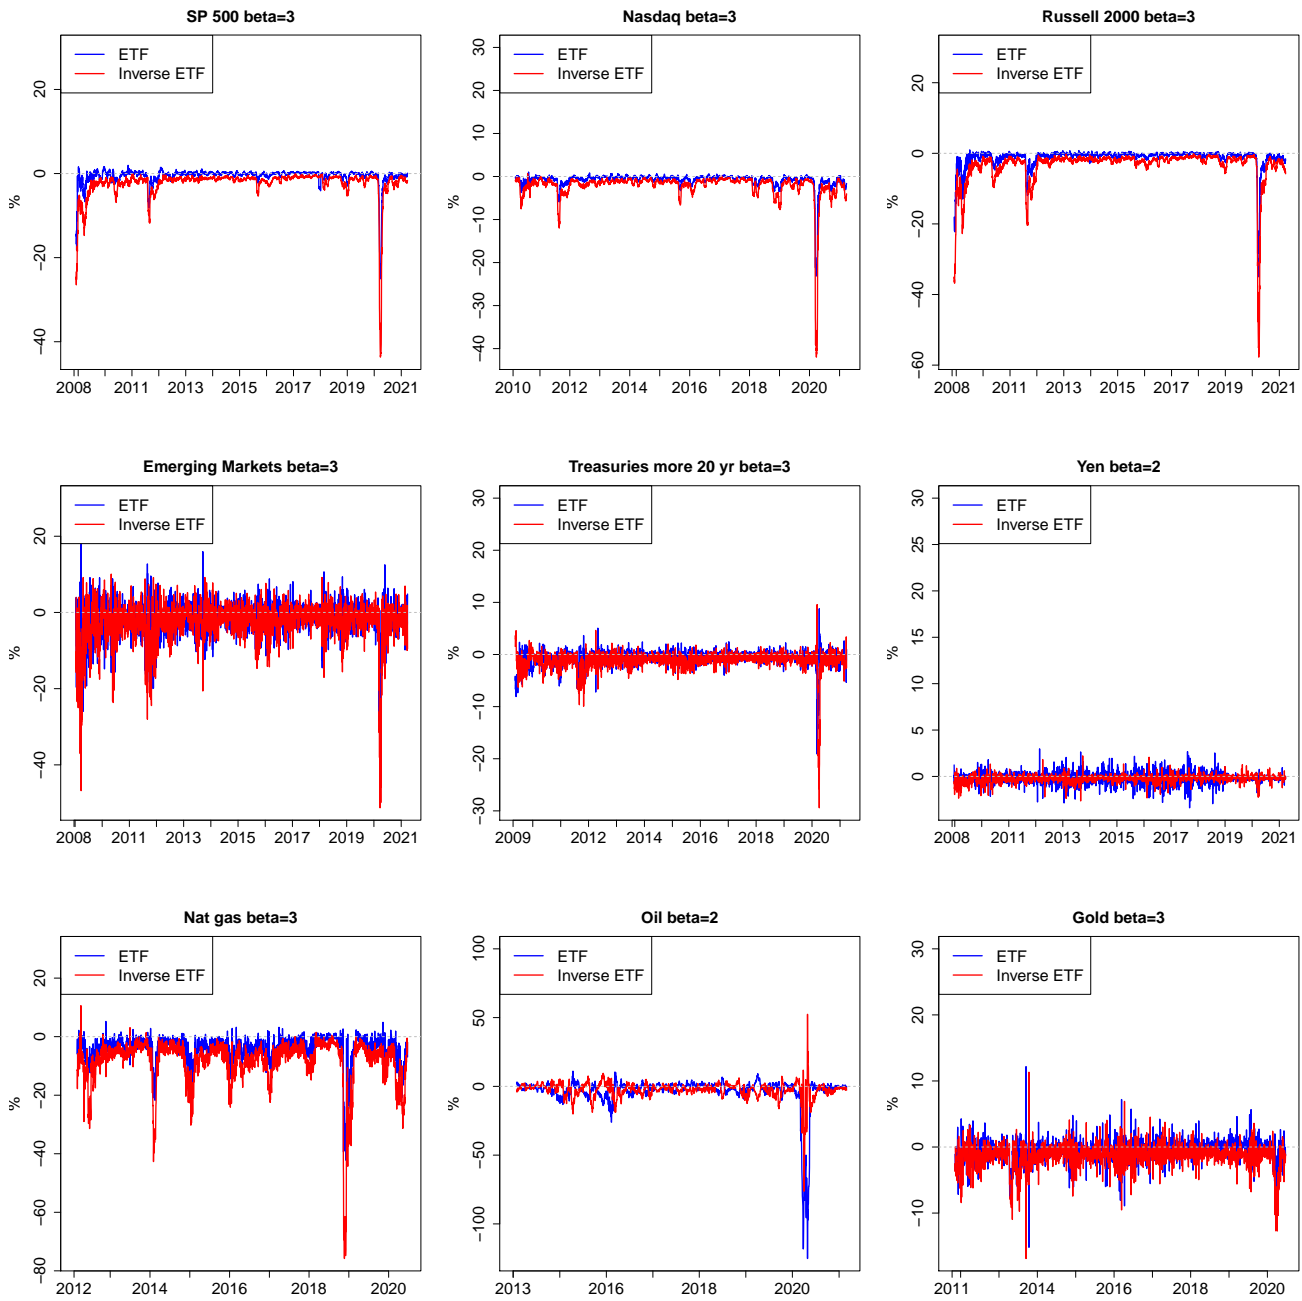 SP 500 beta=3
ETF
Inverse ETF
%
20
0
−20
−40
2008 2011 2013 2015 2017 2019 2021
Nasdaq beta=3
ETF
Inverse ETF
%
30
20
10
0
−10
−20
−30
−40
2010 2012 2014 2016 2018 2020
Russell 2000 beta=3
ETF
Inverse ETF
%
20
0
−20
−40
−60
2008 2011 2013 2015 2017 2019 2021
Emerging Markets beta=3
ETF
Inverse ETF
%
20
0
−20
−40
2008 2011 2013 2015 2017 2019 2021
Treasuries more 20 yr beta=3
ETF
Inverse ETF
%
30
20
10
0
−10
−20
−30
2009 2012 2014 2016 2018 2020
Yen beta=2
ETF
Inverse ETF
%
30
25
20
15
10
5
0
2008 2011 2013 2015 2017 2019 2021
Nat gas beta=3
ETF
Inverse ETF
%
20
0
−20
−40
−60
−80
2012 2014 2016 2018 2020
Oil beta=2
ETF
Inverse ETF
%
100
50
0
−50
−100
2013 2016 2018 2020
Gold beta=3
ETF
Inverse ETF
%
30
20
10
0
−10
2011 2014 2016 2018 2020